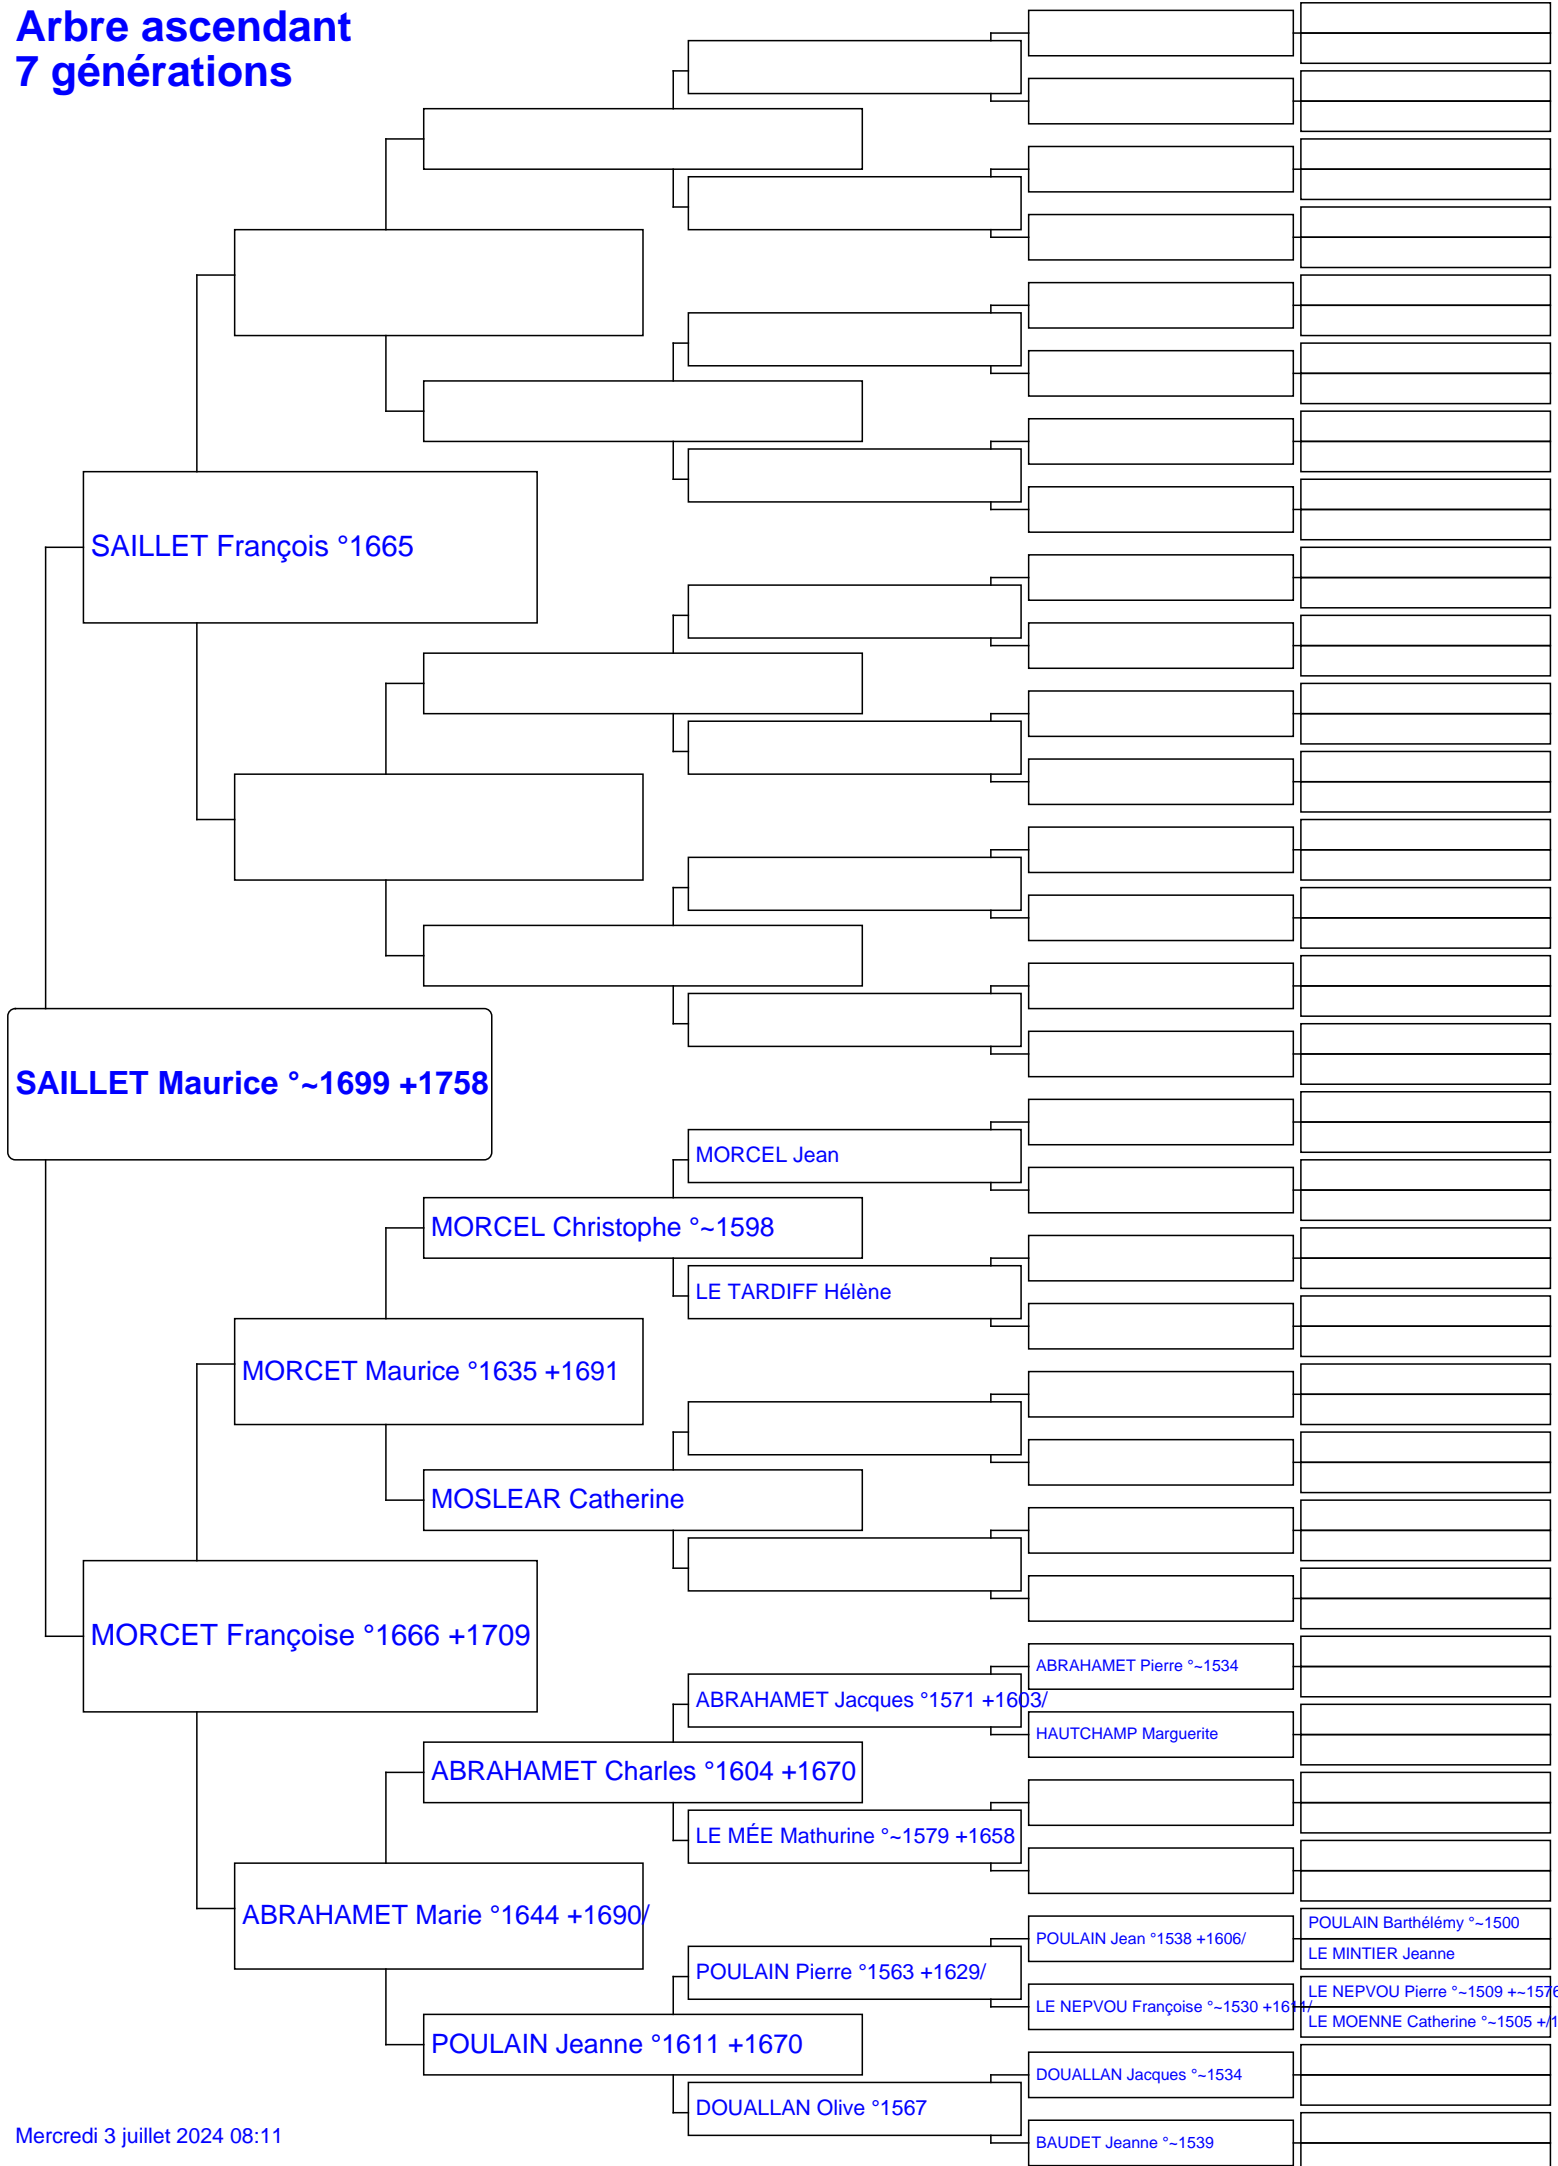 Arbre ascendant
7 générations
SAILLET François °1665
SAILLET Maurice °~1699 +1758
MORCEL Jean
MORCEL Christophe °~1598
LE TARDIFF Hélène
MORCET Maurice °1635 +1691
MOSLEAR Catherine
MORCET Françoise °1666 +1709
ABRAHAMET Pierre °~1534
ABRAHAMET Jacques °1571 +1603/
HAUTCHAMP Marguerite
ABRAHAMET Charles °1604 +1670
LE MÉE Mathurine °~1579 +1658
ABRAHAMET Marie °1644 +1690/
POULAIN Barthélémy °~1500
POULAIN Jean °1538 +1606/
LE MINTIER Jeanne
POULAIN Pierre °1563 +1629/
LE NEPVOU Pierre °~1509 +~1576
LE NEPVOU Françoise °~1530 +1611/
LE MOENNE Catherine °~1505 +/1
POULAIN Jeanne °1611 +1670
DOUALLAN Jacques °~1534
DOUALLAN Olive °1567
BAUDET Jeanne °~1539
Mercredi 3 juillet 2024 08:11